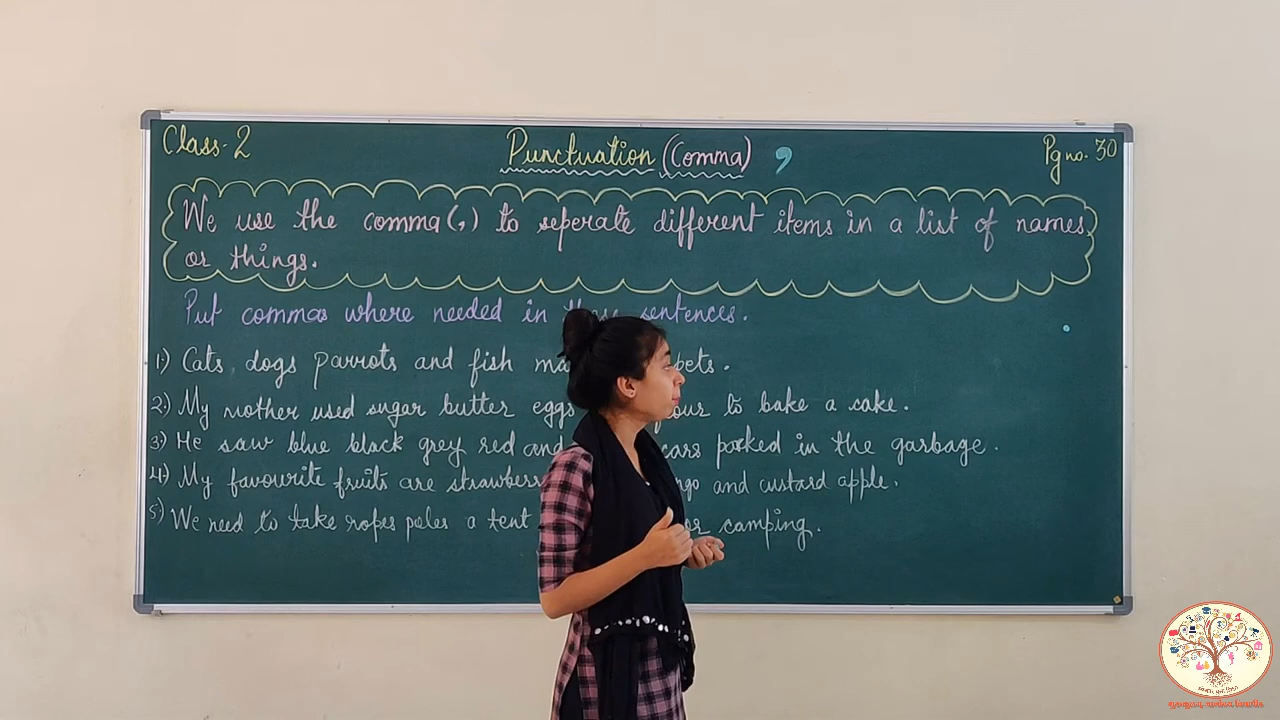 Class-2 Punctuation (Comma) , Pg no. 30
We use the comma (,) to seperate different items in a list of names
or things.
Put commas where needed in these sentences.
1) Cats, dogs parrots and fish pets.
2) My mother used sugar butter eggs to bake a cake.
3) He saw blue black grey red and cars parked in the garbage.
4) My favourite fruits are and custard apple.
5) We need to take ropes poles a tent camping.